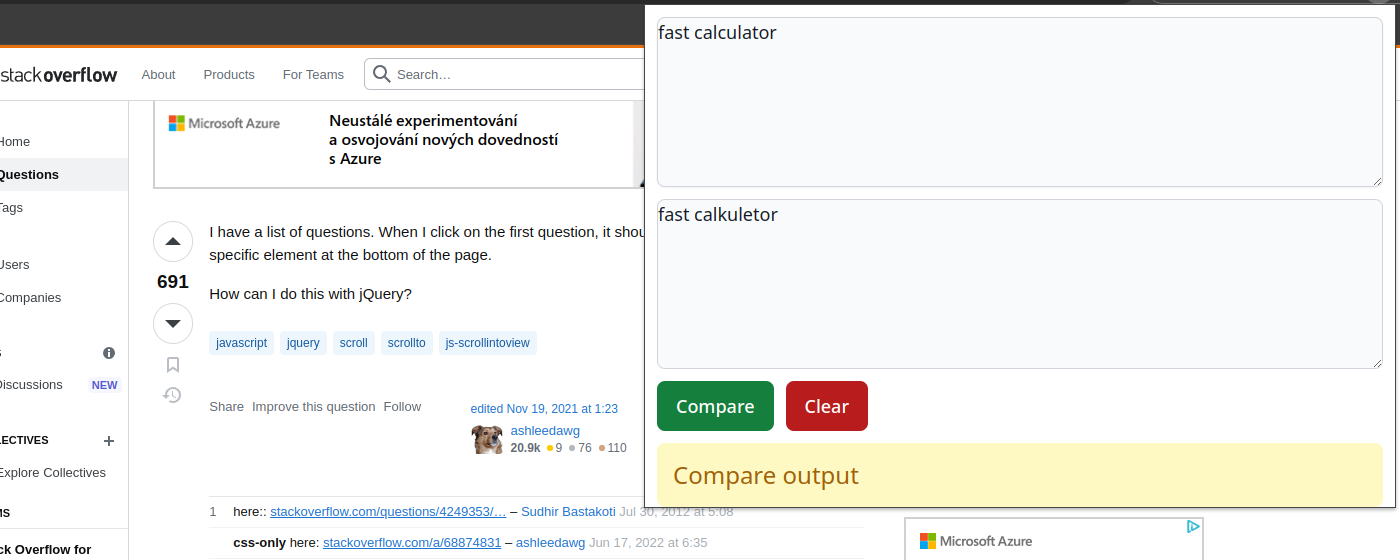 stackoverflow About Products For Teams Search…
Home
Questions
Tags
Users
Companies
Discussions NEW
Explore Collectives
Microsoft Azure
Neustálé experimentování
a osvojování nových dovedností
s Azure
691
I have a list of questions. When I click on the first question, it shou
specific element at the bottom of the page.
How can I do this with jQuery?
javascript jquery scroll scrollto js-scrollintoview
Share Improve this question Follow
edited Nov 19, 2021 at 1:23
ashleedawg
20.9k 9 76 110
1 here:: stackoverflow.com/questions/4249353/… – Sudhir Bastakoti Jul 30, 2012 at 5:08
css-only here: stackoverflow.com/a/68874831 – ashleedawg Jun 17, 2022 at 6:35
fast calculator
fast calkuletor
Compare Clear
Compare output
Microsoft Azure
LECTIVES
MS
ck Overflow for